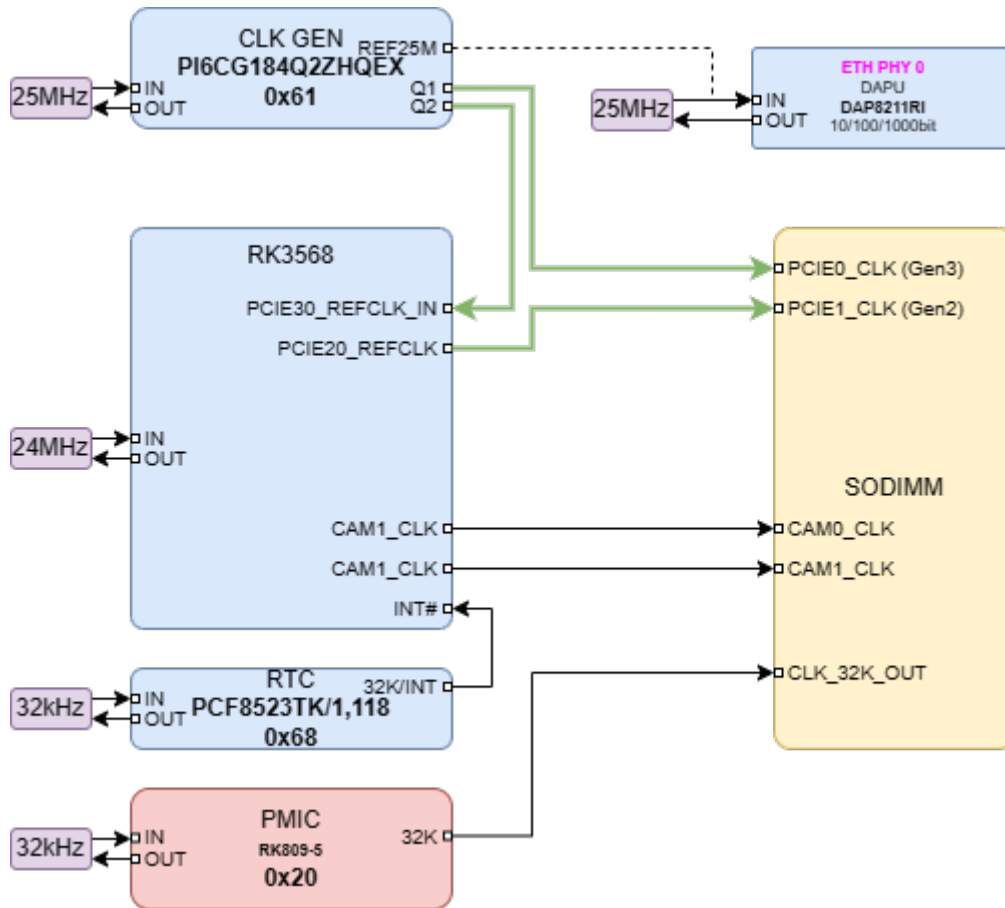 CLK GEN
PI6CG184Q2ZHQEX
0x61
REF25M
Q1
Q2
25MHz
IN
OUT
25MHz
ETH PHY 0
DAPU
DAP8211RI
10/100/1000bit
IN
OUT
RK3568
PCIE30_REFCLK_IN
PCIE20_REFCLK
24MHz
IN
OUT
CAM1_CLK
CAM1_CLK
INT#
PCIE0_CLK (Gen3)
PCIE1_CLK (Gen2)
SODIMM
CAM0_CLK
CAM1_CLK
CLK_32K_OUT
32kHz
IN
OUT
RTC
PCF8523TK/1,118
0x68
32K/INT
32kHz
IN
OUT
PMIC
RK809-5
0x20
32K